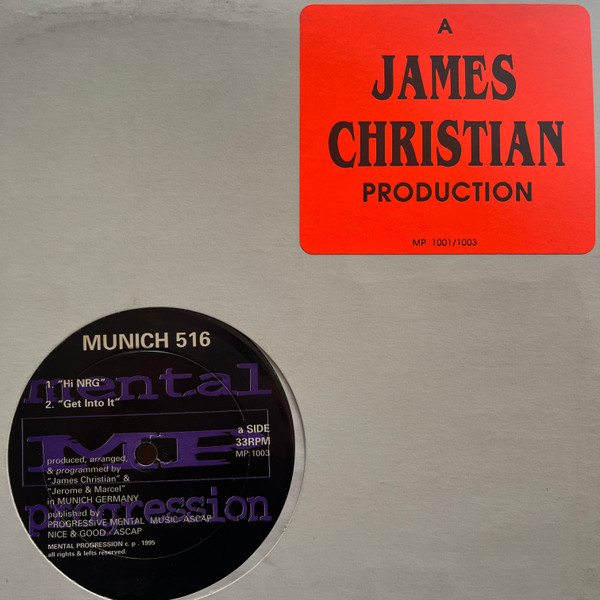 A
JAMES
CHRISTIAN
PRODUCTION
MP 1001/1003
MUNICH 516
mental
1. "Hi NRG"
2. "Get Into It"
a SIDE
33RPM
MP 1003
MP
produced, arranged,
& programmed by
"James Christian" &
"Jerome & Marcel"
in MUNICH GERMANY
progression
published by:
PROGRESSIVE MENTAL MUSIC-ASCAP
NICE & GOOD - ASCAP
MENTAL PROGRESSION c. p - 1995
all rights & lefts reserved.